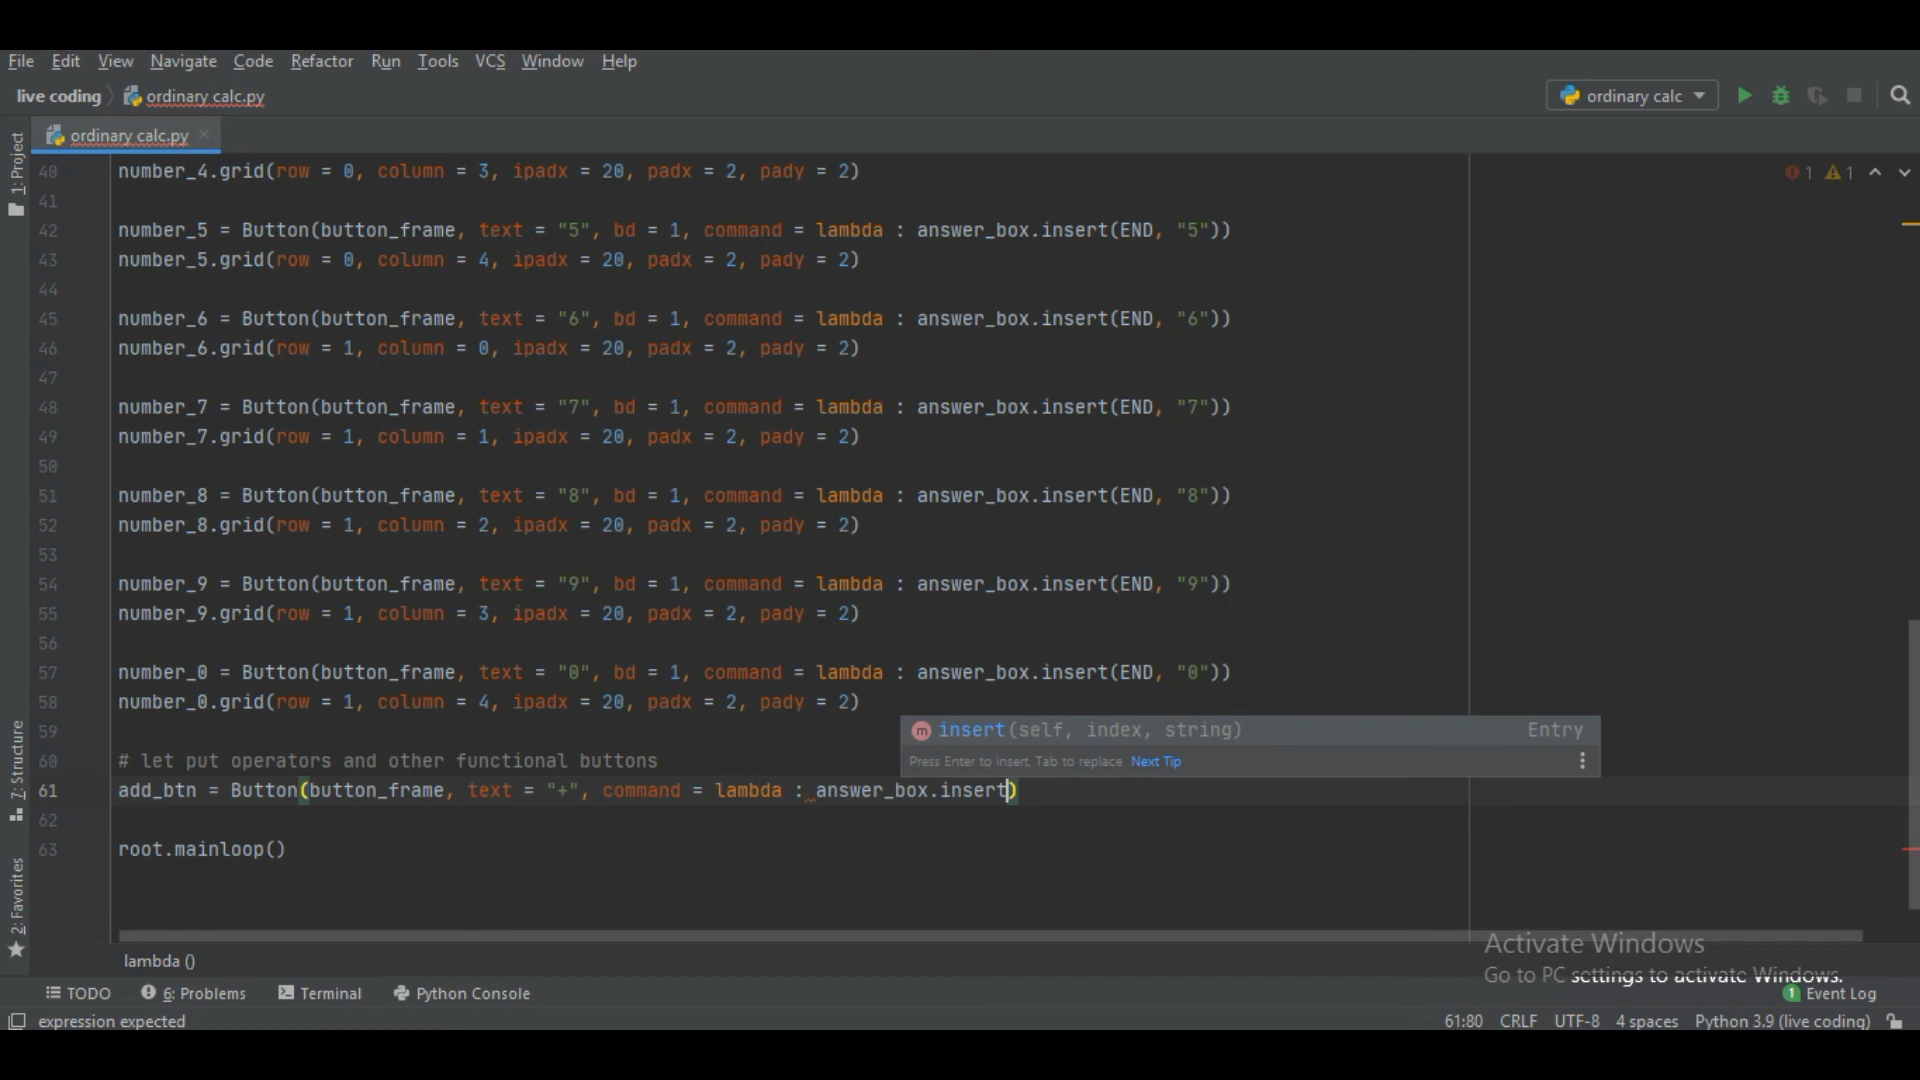 File Edit View Navigate Code Refactor Run Tools VCS Window Help
live coding ordinary calc.py ordinary calc
ordinary calc.py
1: Project
40 number_4.grid(row = 0, column = 3, ipadx = 20, padx = 2, pady = 2) 1 1
41
42 number_5 = Button(button_frame, text = "5", bd = 1, command = lambda : answer_box.insert(END, "5"))
43 number_5.grid(row = 0, column = 4, ipadx = 20, padx = 2, pady = 2)
44
45 number_6 = Button(button_frame, text = "6", bd = 1, command = lambda : answer_box.insert(END, "6"))
46 number_6.grid(row = 1, column = 0, ipadx = 20, padx = 2, pady = 2)
47
48 number_7 = Button(button_frame, text = "7", bd = 1, command = lambda : answer_box.insert(END, "7"))
49 number_7.grid(row = 1, column = 1, ipadx = 20, padx = 2, pady = 2)
50
51 number_8 = Button(button_frame, text = "8", bd = 1, command = lambda : answer_box.insert(END, "8"))
52 number_8.grid(row = 1, column = 2, ipadx = 20, padx = 2, pady = 2)
53
54 number_9 = Button(button_frame, text = "9", bd = 1, command = lambda : answer_box.insert(END, "9"))
55 number_9.grid(row = 1, column = 3, ipadx = 20, padx = 2, pady = 2)
56
57 number_0 = Button(button_frame, text = "0", bd = 1, command = lambda : answer_box.insert(END, "0"))
58 number_0.grid(row = 1, column = 4, ipadx = 20, padx = 2, pady = 2)
59
m insert(self, index, string) Entry
Press Enter to insert, Tab to replace Next Tip
60 # let put operators and other functional buttons
61 add_btn = Button(button_frame, text = "+", command = lambda : answer_box.insert)
62
63 root.mainloop()
7: Structure
2: Favorites
Activate Windows
Go to PC settings to activate Windows.
lambda ()
TODO 6: Problems Terminal Python Console 1 Event Log
expression expected 61:80 CRLF UTF-8 4 spaces Python 3.9 (live coding)